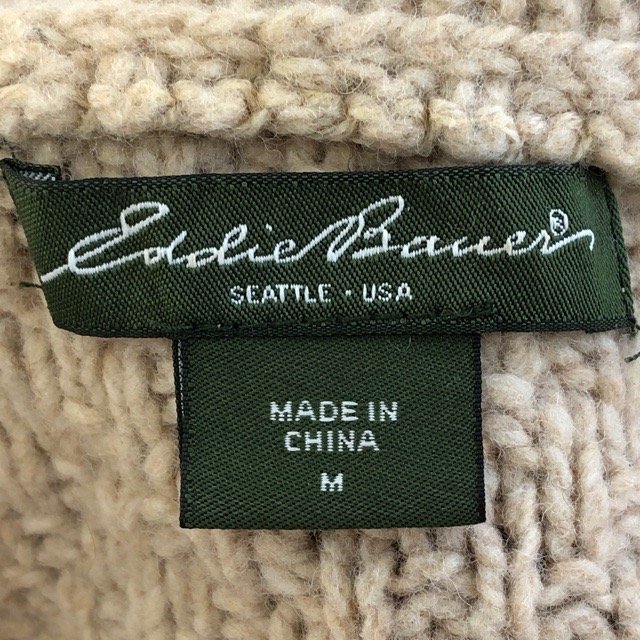 Eddie Bauer®
SEATTLE · USA
MADE IN
CHINA
M